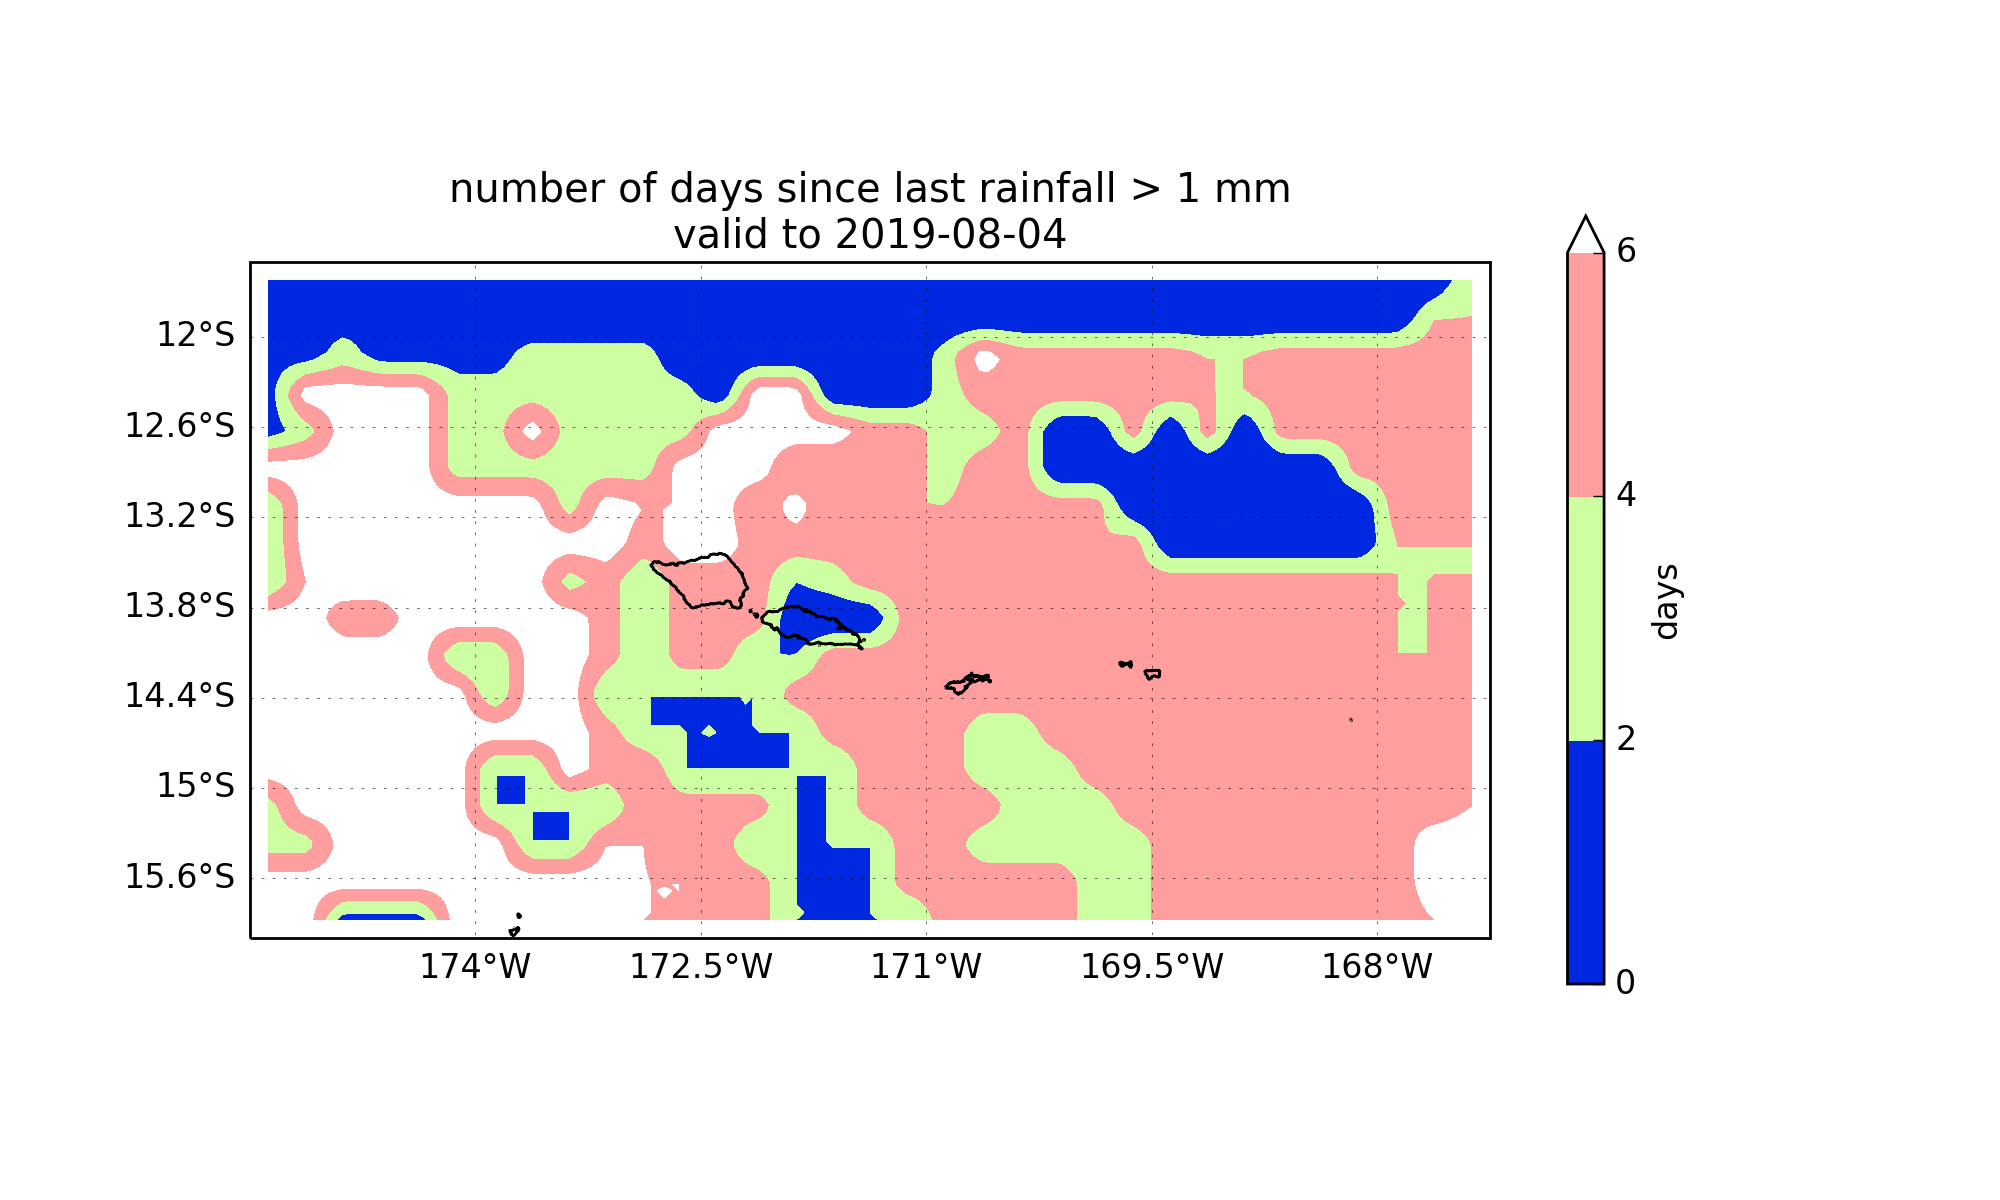 number of days since last rainfall > 1 mm
valid to 2019-08-04
12°S
12.6°S
13.2°S
13.8°S
14.4°S
15°S
15.6°S
174°W
172.5°W
171°W
169.5°W
168°W
6
4
2
0
days